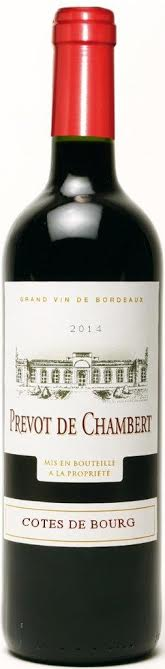 GRAND VIN DE BORDEAUX
2014
PREVOT DE CHAMBERT
MIS EN BOUTEILLE
A LA PROPRIÉTÉ
COTES DE BOURG